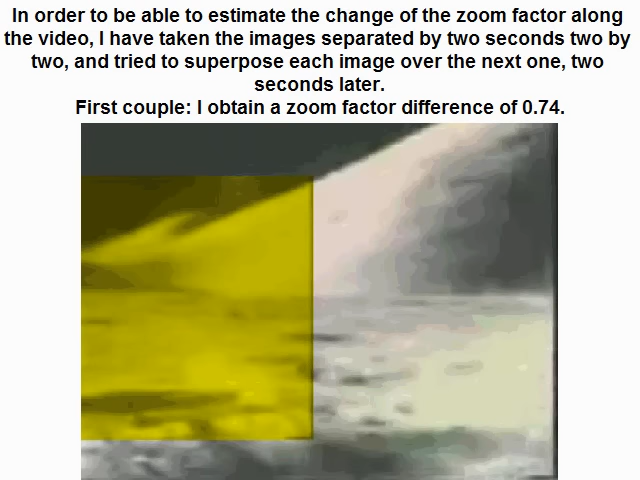 In order to be able to estimate the change of the zoom factor along
the video, I have taken the images separated by two seconds two by
two, and tried to superpose each image over the next one, two
seconds later.
First couple: I obtain a zoom factor difference of 0.74.